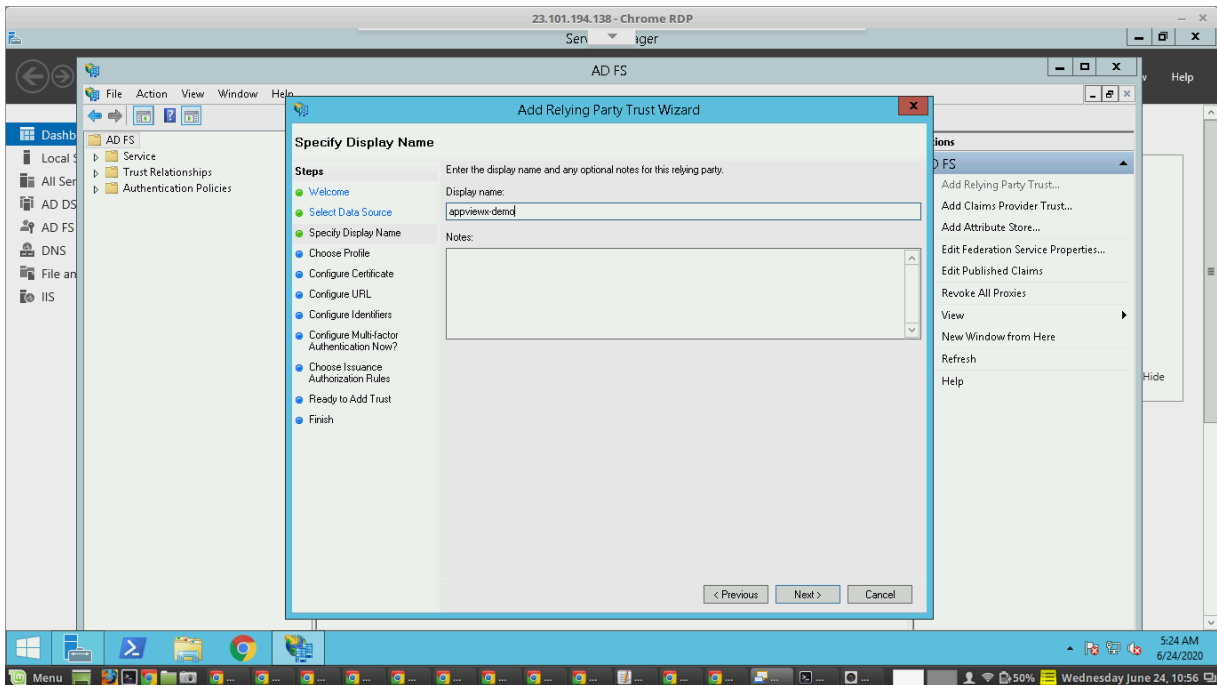 23.101.194.138 - Chrome RDP
Serv ager
AD FS
Help
File Action View Window Help
Dashb
AD FS
Local S
Service
All Ser
Trust Relationships
AD DS
Authentication Policies
AD FS
DNS
File an
IIS
Add Relying Party Trust Wizard
Specify Display Name
Steps
Welcome
Select Data Source
Specify Display Name
Choose Profile
Configure Certificate
Configure URL
Configure Identifiers
Configure Multi-factor
Authentication Now?
Choose Issuance
Authorization Rules
Ready to Add Trust
Finish
Enter the display name and any optional notes for this relying party.
Display name:
appviewx-demo
Notes:
< Previous
Next >
Cancel
ions
D FS
Add Relying Party Trust...
Add Claims Provider Trust...
Add Attribute Store...
Edit Federation Service Properties...
Edit Published Claims
Revoke All Proxies
View
New Window from Here
Refresh
Help
Hide
5:24 AM
6/24/2020
Menu
50%
Wednesday June 24, 10:56